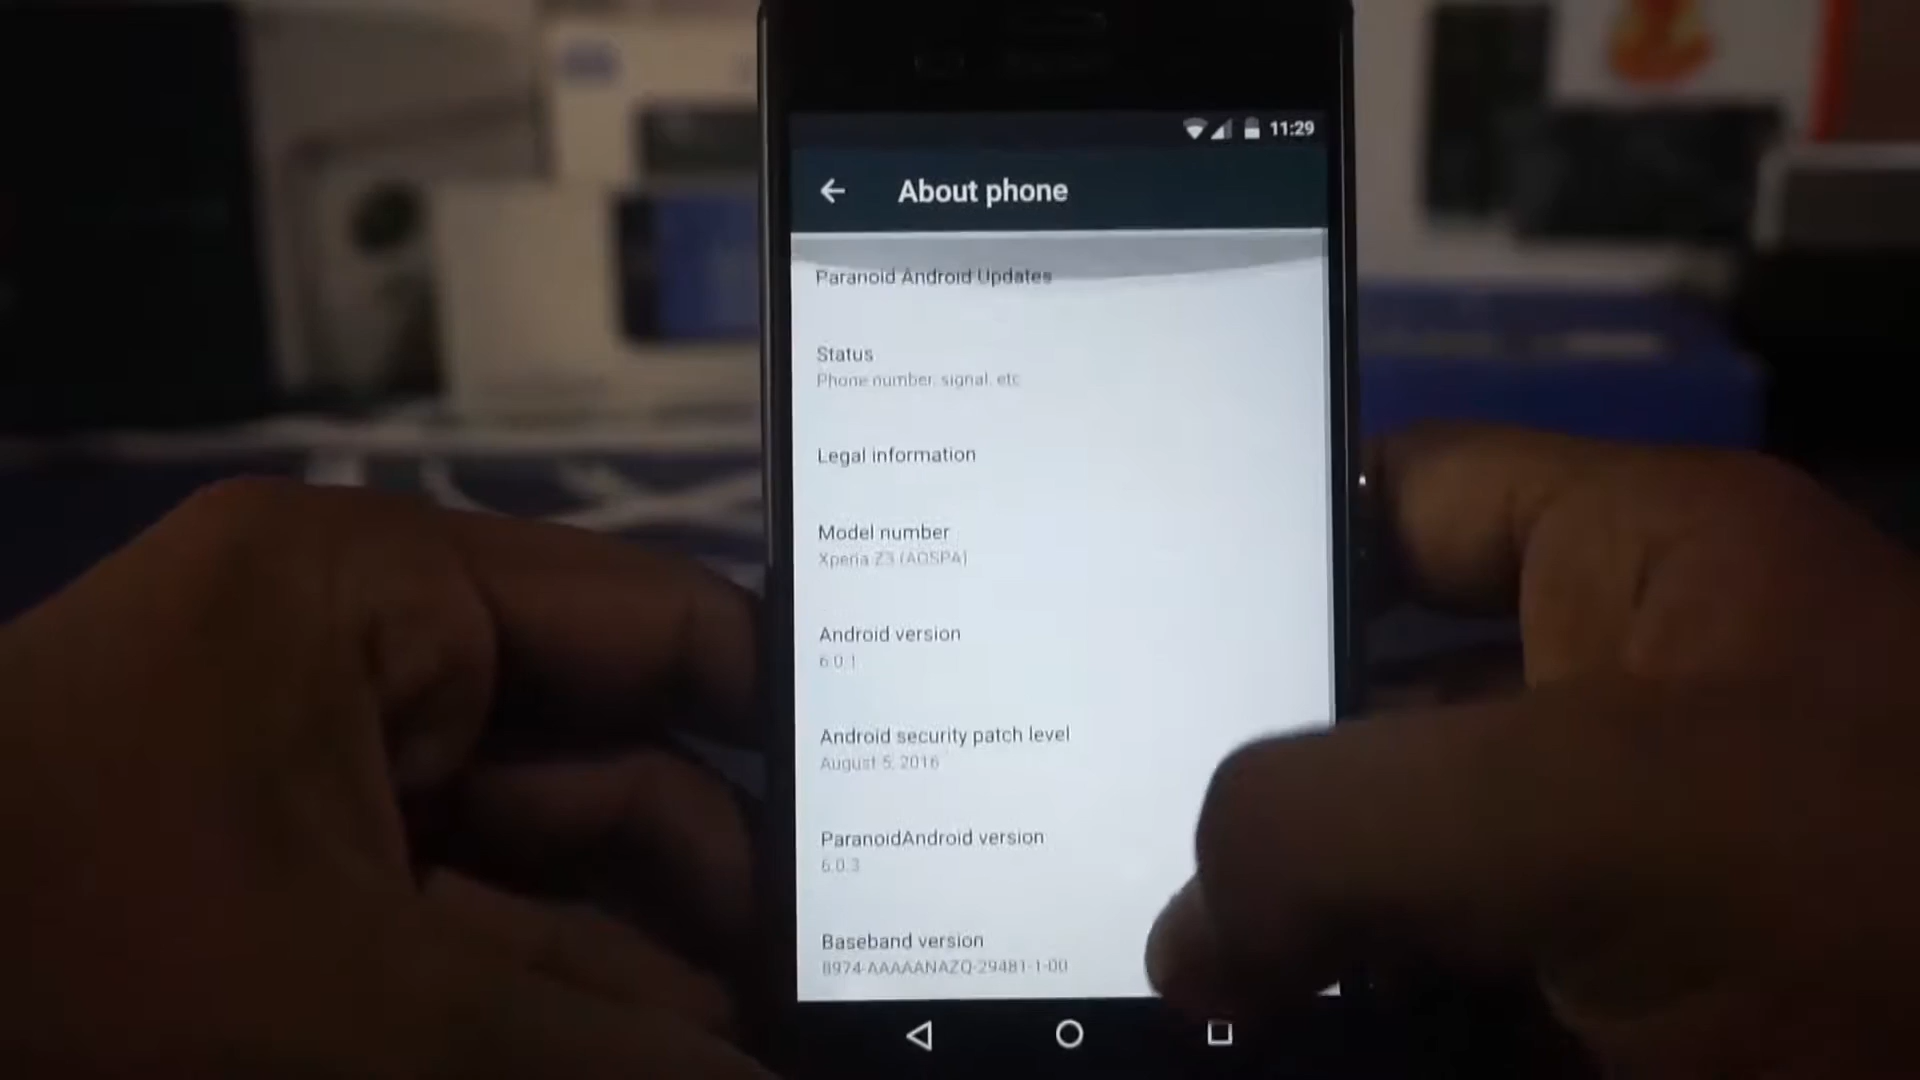 11:29
About phone
Paranoid Android Updates
Status
Phone number, signal, etc
Legal information
Model number
Xperia Z3 (AOSPA)
Android version
6.0.1
Android security patch level
August 5, 2016
ParanoidAndroid version
6.0.3
Baseband version
8974-AAAAANAZQ-29481-1-00